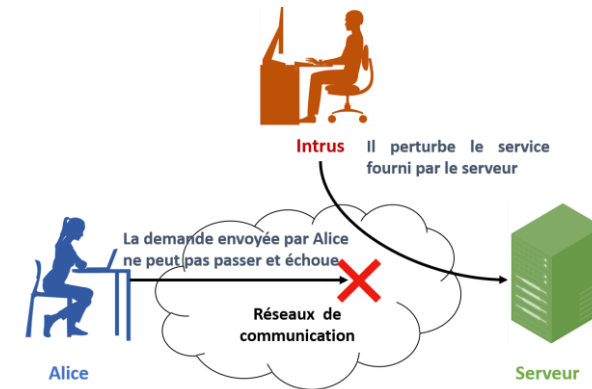 Intrus
Il perturbe le service
fourni par le serveur
La demande envoyée par Alice
ne peut pas passer et échoue
Réseaux de
communication
Alice
Serveur